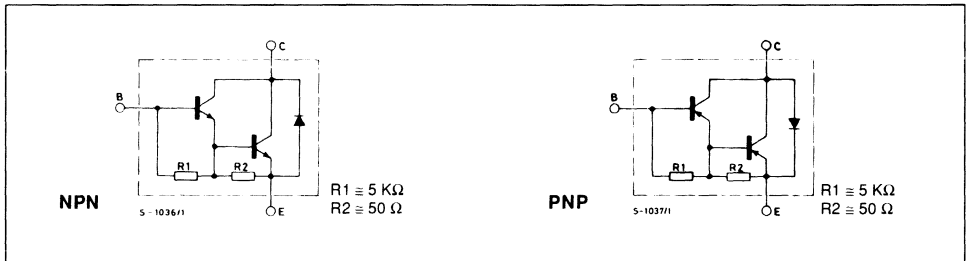 C
B
R1 R2
NPN
S-1036/1
E
R1 ≅ 5 KΩ
R2 ≅ 50 Ω
C
B
R1 R2
PNP
S-1037/1
E
R1 ≅ 5 KΩ
R2 ≅ 50 Ω